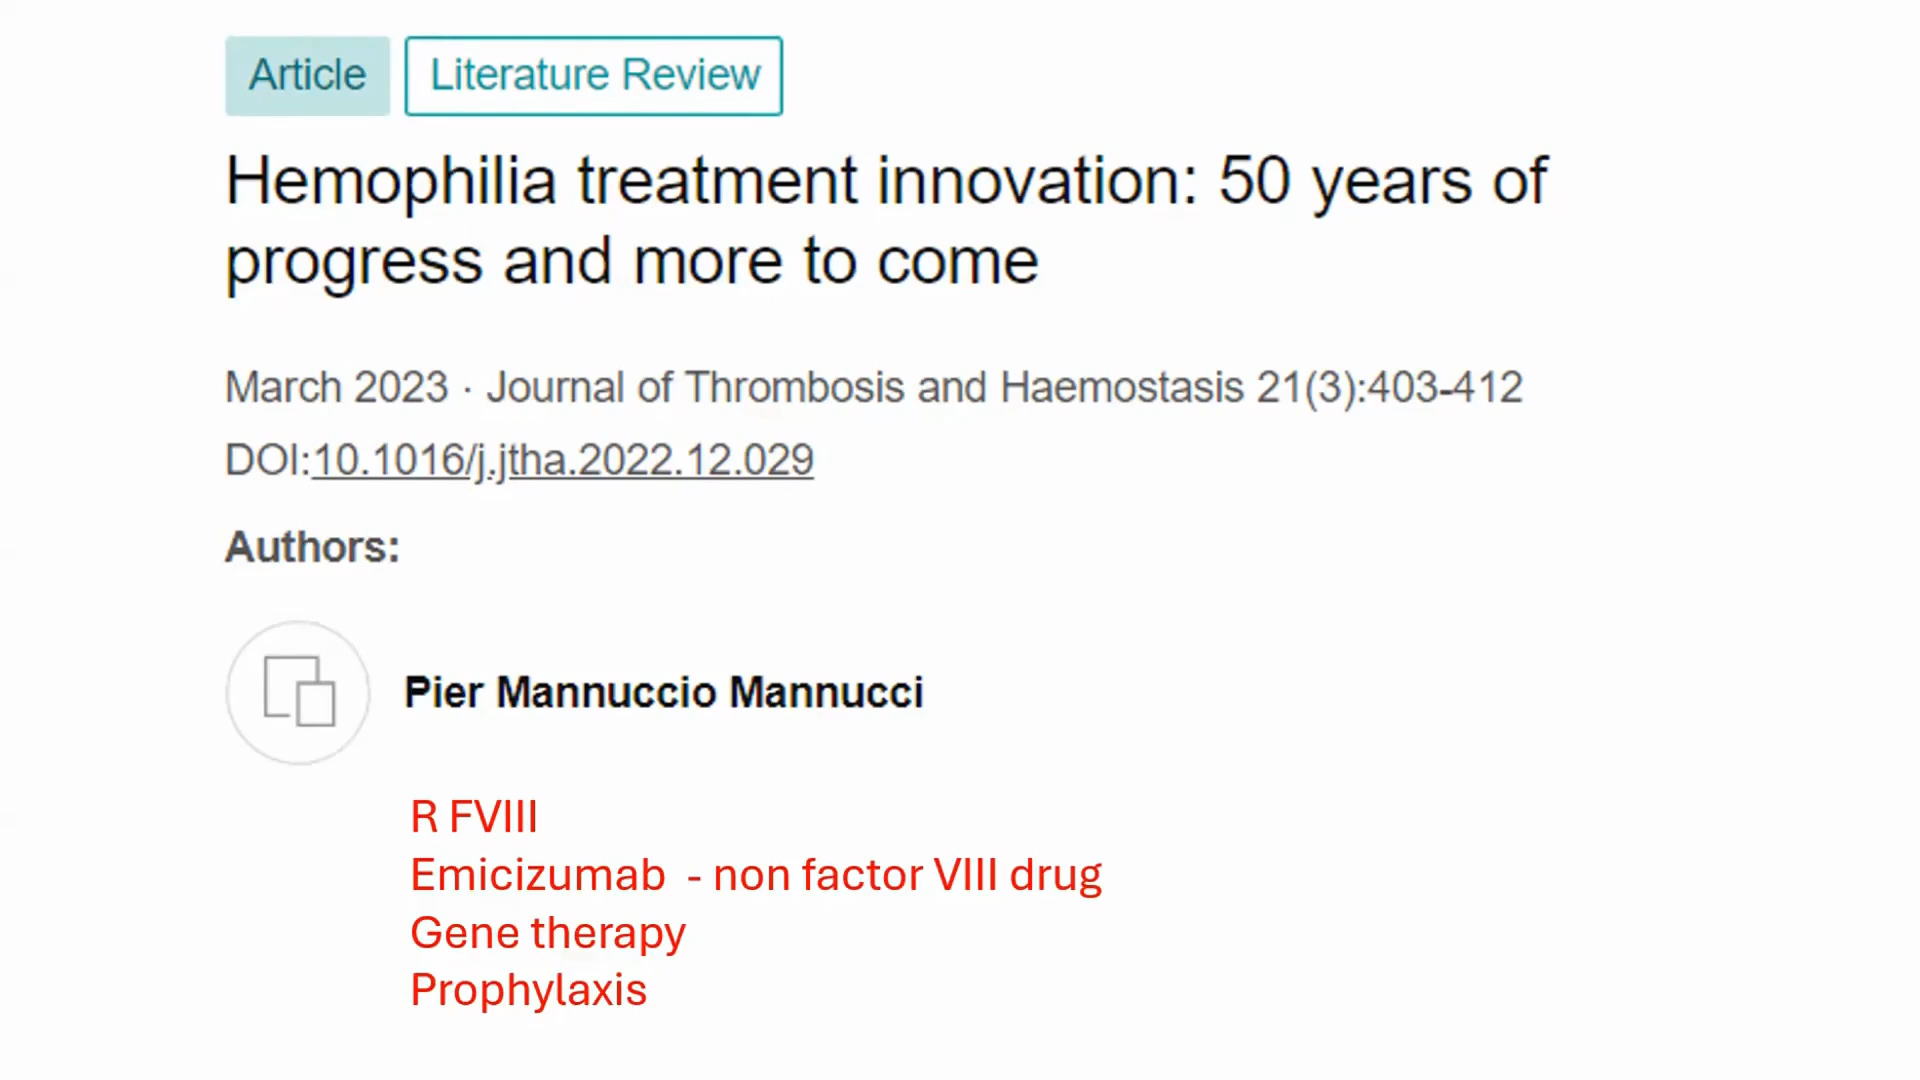 Article Literature Review
Hemophilia treatment innovation: 50 years of
progress and more to come
March 2023 · Journal of Thrombosis and Haemostasis 21(3):403-412
DOI:10.1016/j.jtha.2022.12.029
Authors:
Pier Mannuccio Mannucci
R FVIII
Emicizumab - non factor VIII drug
Gene therapy
Prophylaxis